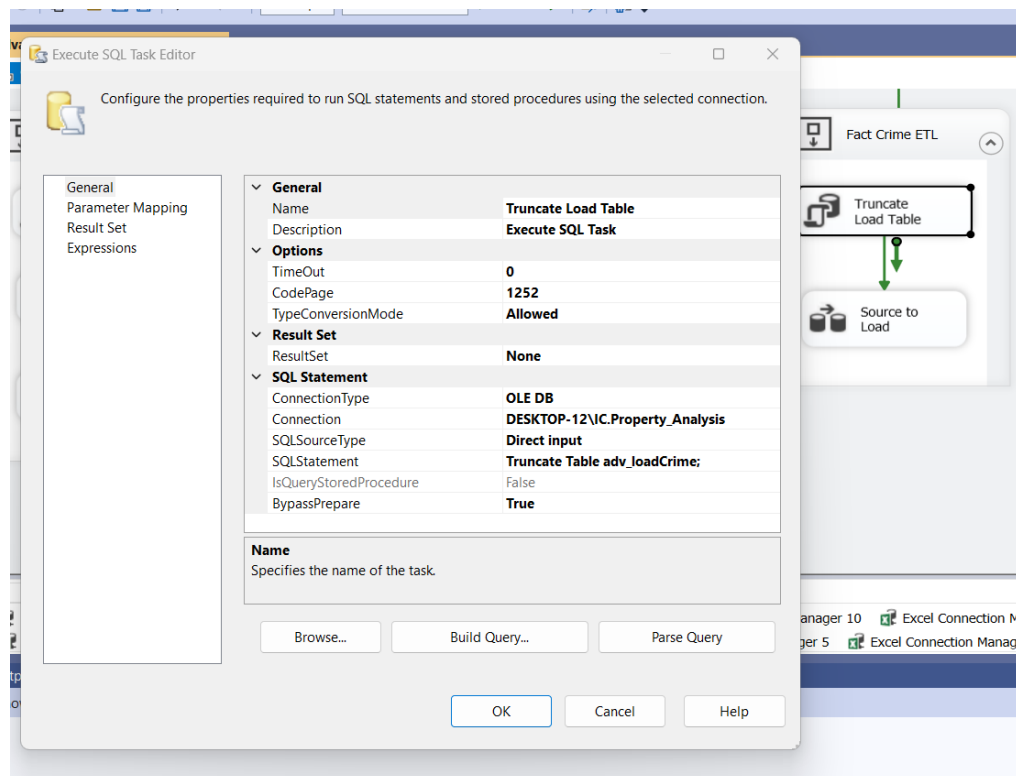 Execute SQL Task Editor
Configure the properties required to run SQL statements and stored procedures using the selected connection.
General
Parameter Mapping
Result Set
Expressions
General
Name Truncate Load Table
Description Execute SQL Task
Options
TimeOut 0
CodePage 1252
TypeConversionMode Allowed
Result Set
ResultSet None
SQL Statement
ConnectionType OLE DB
Connection DESKTOP-12\IC.Property_Analysis
SQLSourceType Direct input
SQLStatement Truncate Table adv_loadCrime;
IsQueryStoredProcedure False
BypassPrepare True
Name
Specifies the name of the task.
Browse...
Build Query...
Parse Query
OK
Cancel
Help
Fact Crime ETL
Truncate
Load Table
Source to
Load
anager 10 Excel Connection M
ger 5 Excel Connection Manag